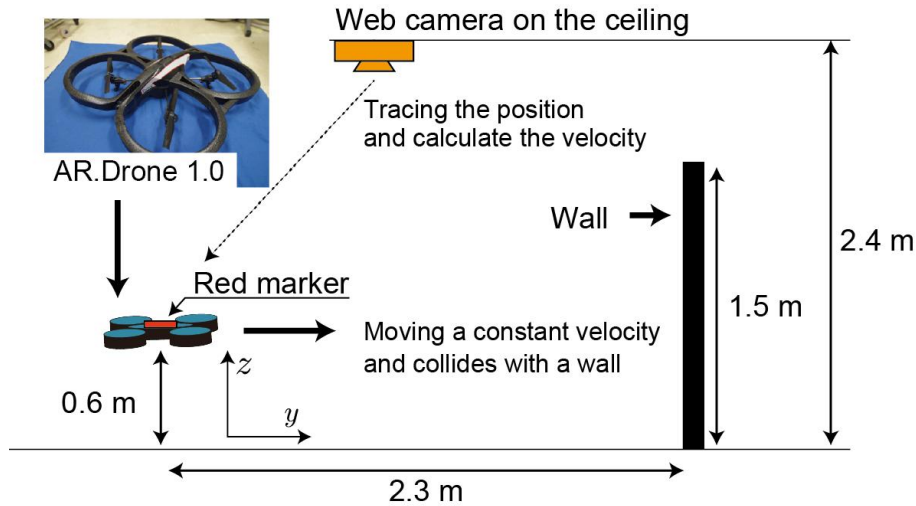 Web camera on the ceiling
Tracing the position
and calculate the velocity
AR.Drone 1.0
Wall
2.4 m
Red marker
1.5 m
Moving a constant velocity
and collides with a wall
z
0.6 m
y
2.3 m